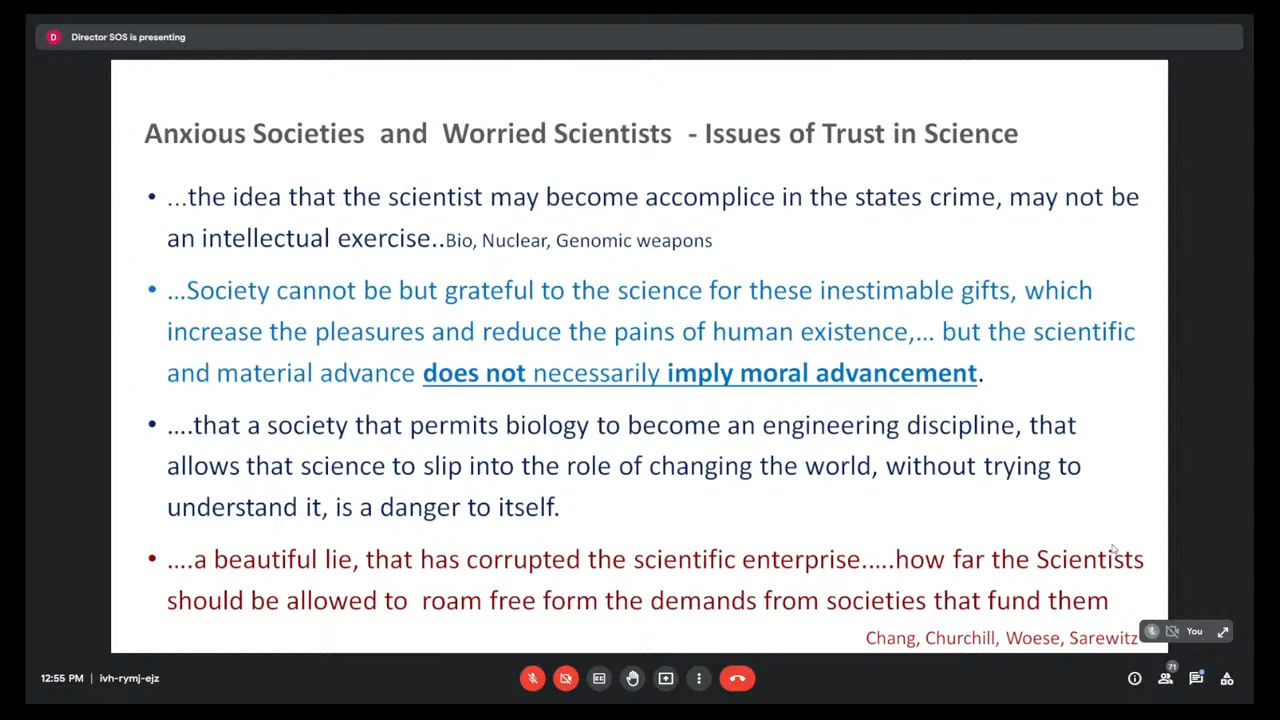 D Director SOS is presenting
Anxious Societies and Worried Scientists - Issues of Trust in Science
• ...the idea that the scientist may become accomplice in the states crime, may not be
an intellectual exercise..Bio, Nuclear, Genomic weapons
• ...Society cannot be but grateful to the science for these inestimable gifts, which
increase the pleasures and reduce the pains of human existence,... but the scientific
and material advance does not necessarily imply moral advancement.
• ....that a society that permits biology to become an engineering discipline, that
allows that science to slip into the role of changing the world, without trying to
understand it, is a danger to itself.
• ....a beautiful lie, that has corrupted the scientific enterprise.....how far the Scientists
should be allowed to roam free form the demands from societies that fund them
Chang, Churchill, Woese, Sarewitz
You
12:55 PM | ivh-rymj-ejz
71